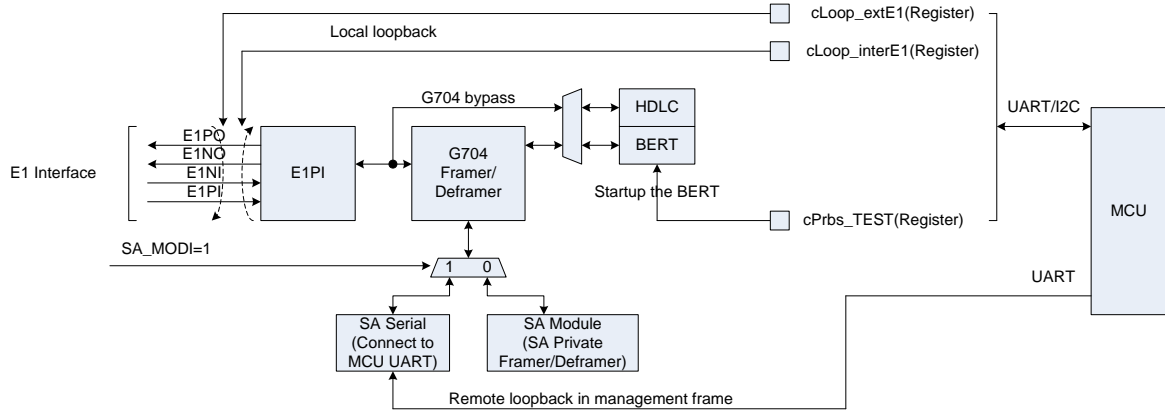 cLoop_extE1(Register)
Local loopback
cLoop_interE1(Register)
G704 bypass
HDLC
UART/I2C
E1PO
E1NO
E1NI
E1PI
E1 Interface
E1PI
G704
Framer/
Deframer
BERT
Startup the BERT
cPrbs_TEST(Register)
MCU
SA_MODI=1
1 0
UART
SA Serial
(Connect to
MCU UART)
SA Module
(SA Private
Framer/Deframer)
Remote loopback in management frame